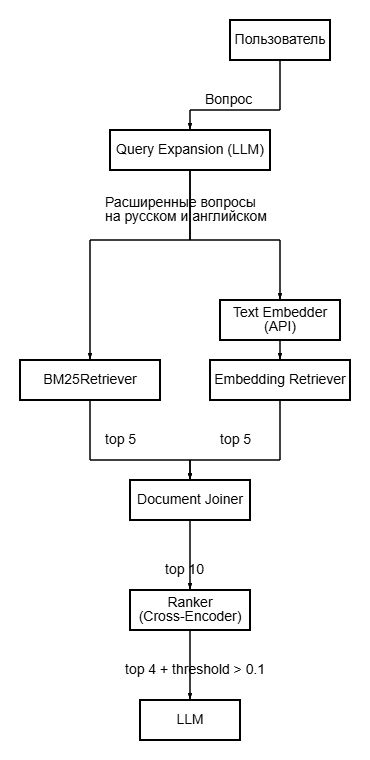 Пользователь
Вопрос
Query Expansion (LLM)
Расширенные вопросы
на русском и английском
Text Embedder
(API)
BM25Retriever
Embedding Retriever
top 5
top 5
Document Joiner
top 10
Ranker
(Cross-Encoder)
top 4 + threshold > 0.1
LLM